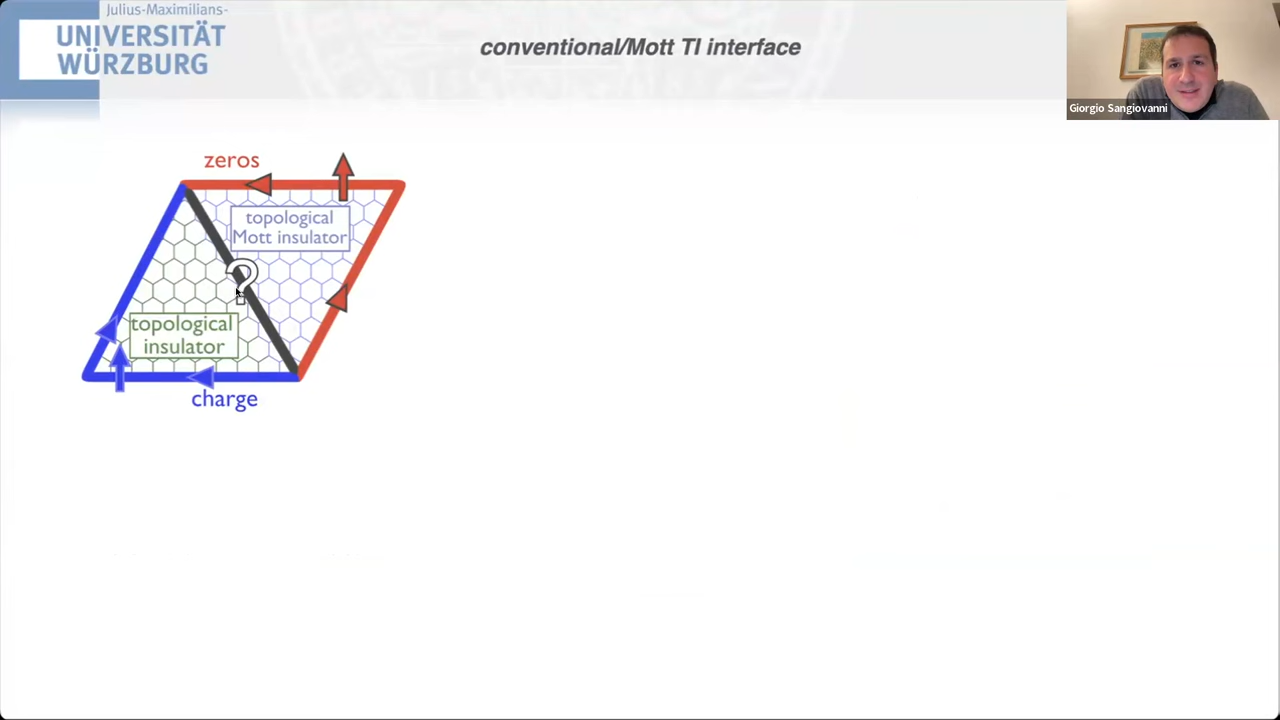 Julius-Maximilians-
UNIVERSITÄT
WÜRZBURG
conventional/Mott TI interface
Giorgio Sangiovanni
zeros
topological
Mott insulator
?
topological
insulator
charge